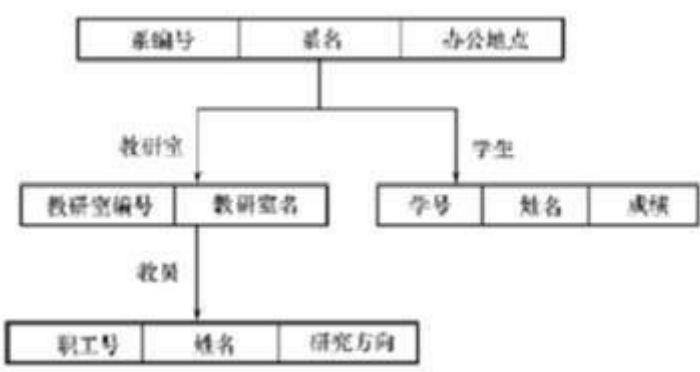 系编号 系名 办公地点
教研室 学生
教研室编号 教研室名 学号 姓名 成绩
教员
职工号 姓名 研究方向